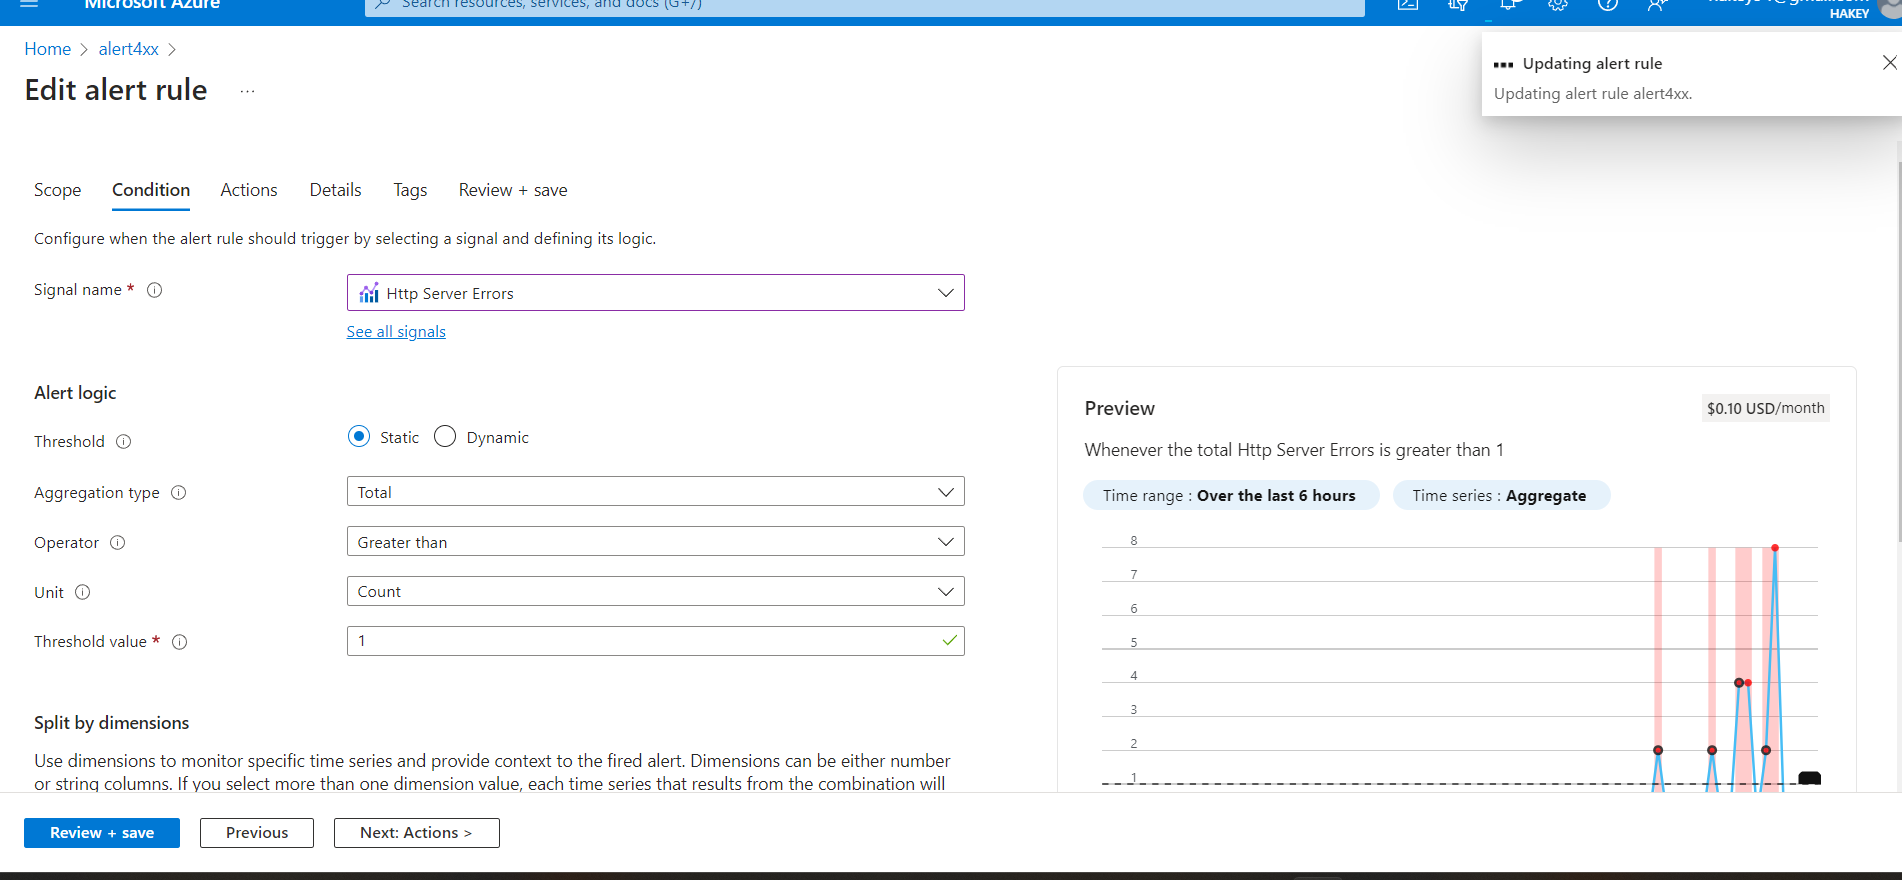 Microsoft Azure
Search resources, services, and docs (G+/)
HAKEY
Home > alert4xx >
Edit alert rule ...
Updating alert rule
Updating alert rule alert4xx.
Scope Condition Actions Details Tags Review + save
Configure when the alert rule should trigger by selecting a signal and defining its logic.
Signal name *
Http Server Errors
See all signals
Alert logic
Threshold
Static Dynamic
Aggregation type
Total
Operator
Greater than
Unit
Count
Threshold value *
1
Split by dimensions
Use dimensions to monitor specific time series and provide context to the fired alert. Dimensions can be either number
or string columns. If you select more than one dimension value, each time series that results from the combination will
Preview
$0.10 USD/month
Whenever the total Http Server Errors is greater than 1
Time range : Over the last 6 hours
Time series : Aggregate
8
7
6
5
4
3
2
1
Review + save
Previous
Next: Actions >